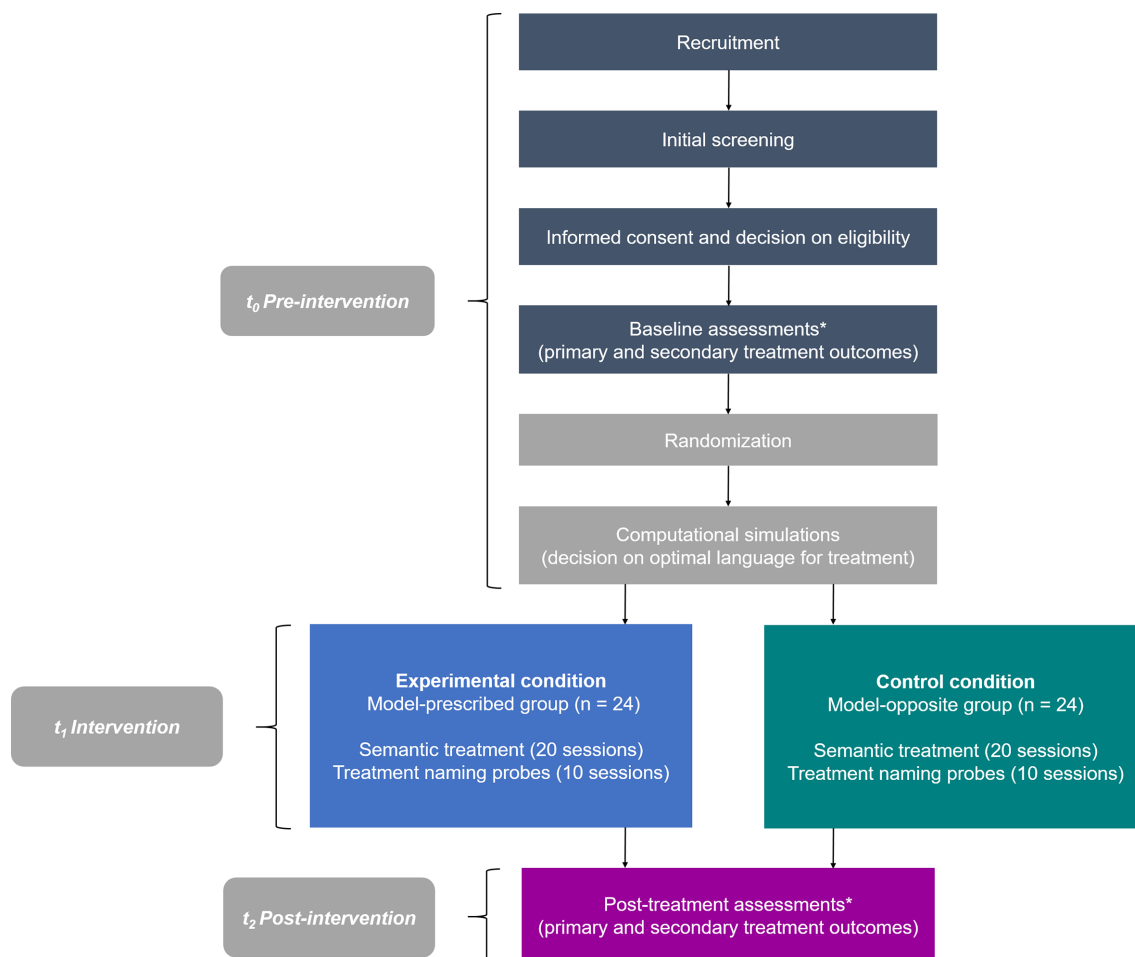 Recruitment
Initial screening
Informed consent and decision on eligibility
t0 Pre-intervention
Baseline assessments*
(primary and secondary treatment outcomes)
Randomization
Computational simulations
(decision on optimal language for treatment)
t1 Intervention
Experimental condition
Model-prescribed group (n = 24)
Semantic treatment (20 sessions)
Treatment naming probes (10 sessions)
Control condition
Model-opposite group (n = 24)
Semantic treatment (20 sessions)
Treatment naming probes (10 sessions)
t2 Post-intervention
Post-treatment assessments*
(primary and secondary treatment outcomes)